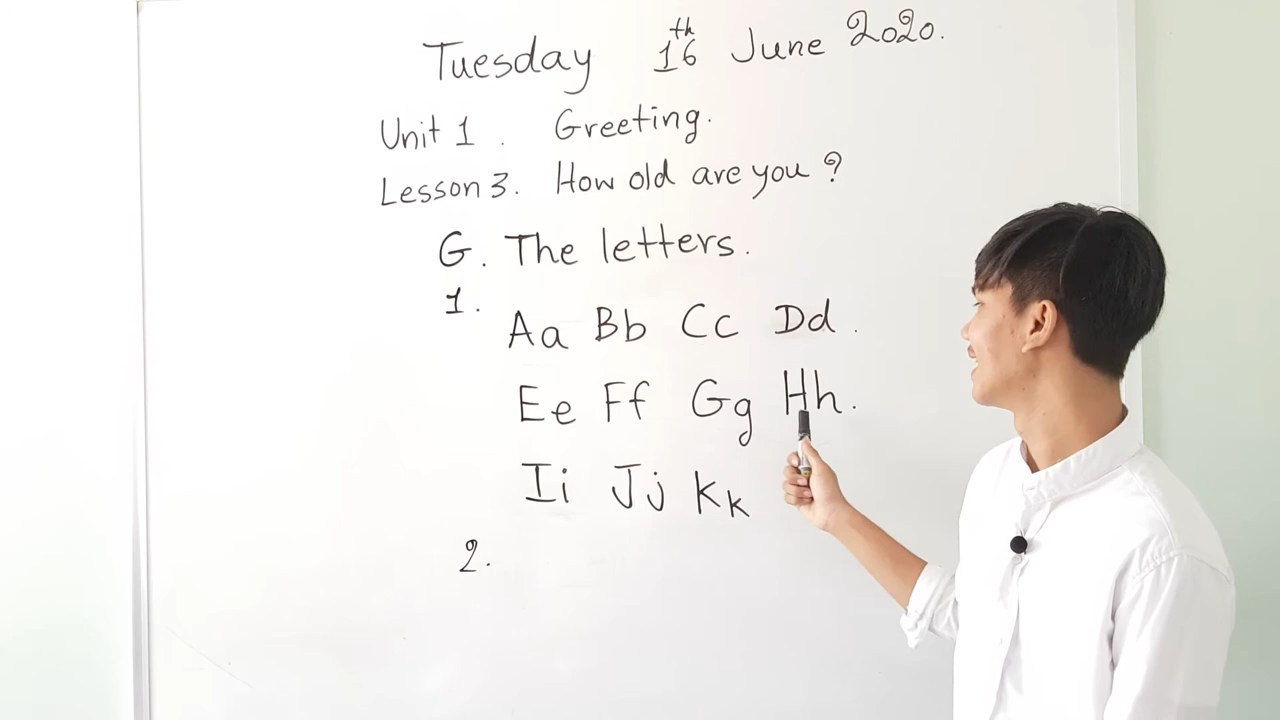 Tuesday 16th June 2020.
Unit 1. Greeting.
Lesson 3. How old are you?
G. The letters.
1.
Aa Bb Cc Dd.
Ee Ff Gg Hh.
Ii Jj Kk
2.